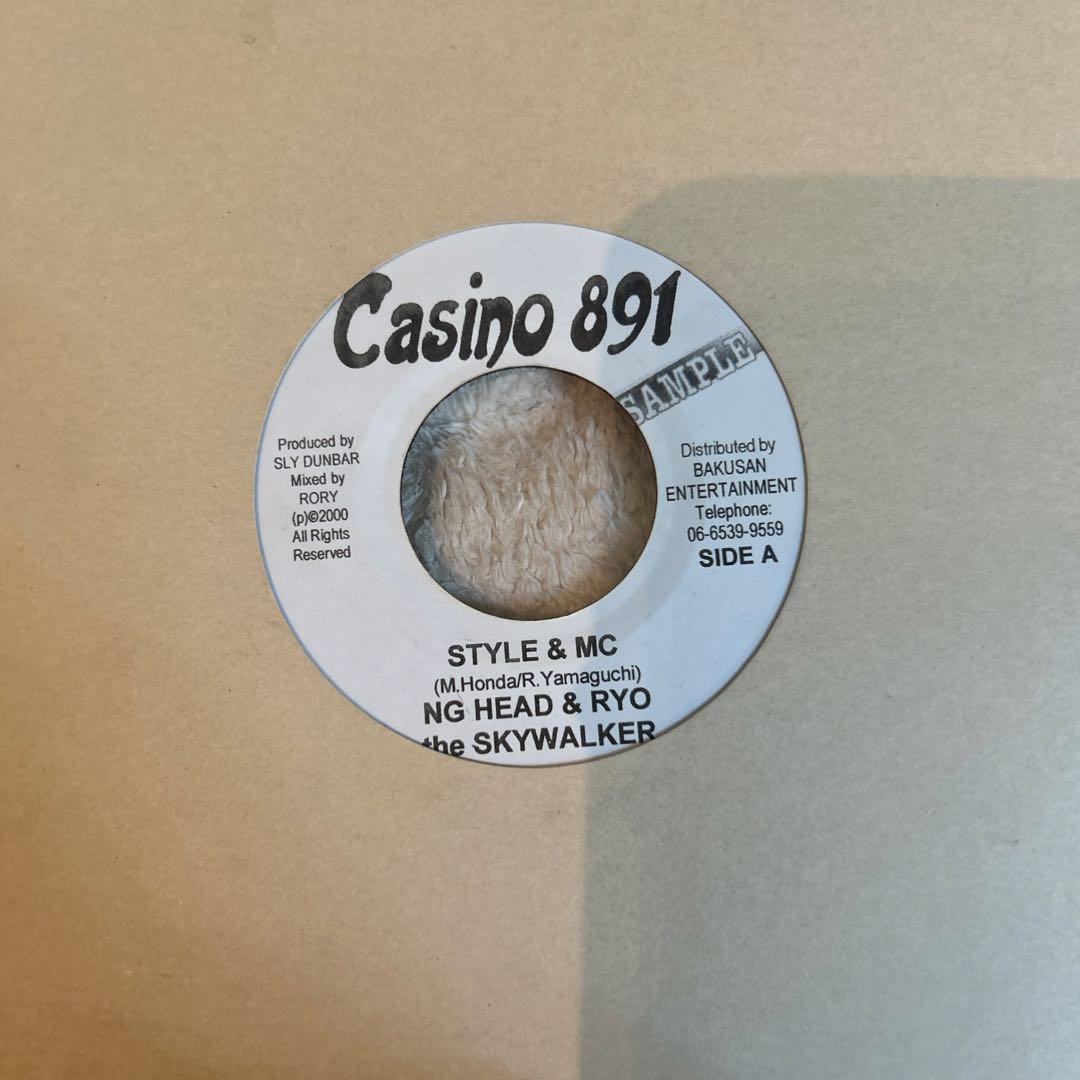 Casino 891
SAMPLE
Produced by
SLY DUNBAR
Mixed by
RORY
(p)©2000
All Rights
Reserved
Distributed by
BAKUSAN
ENTERTAINMENT
Telephone:
06-6539-9559
SIDE A
STYLE & MC
(M.Honda/R.Yamaguchi)
NG HEAD & RYO
the SKYWALKER